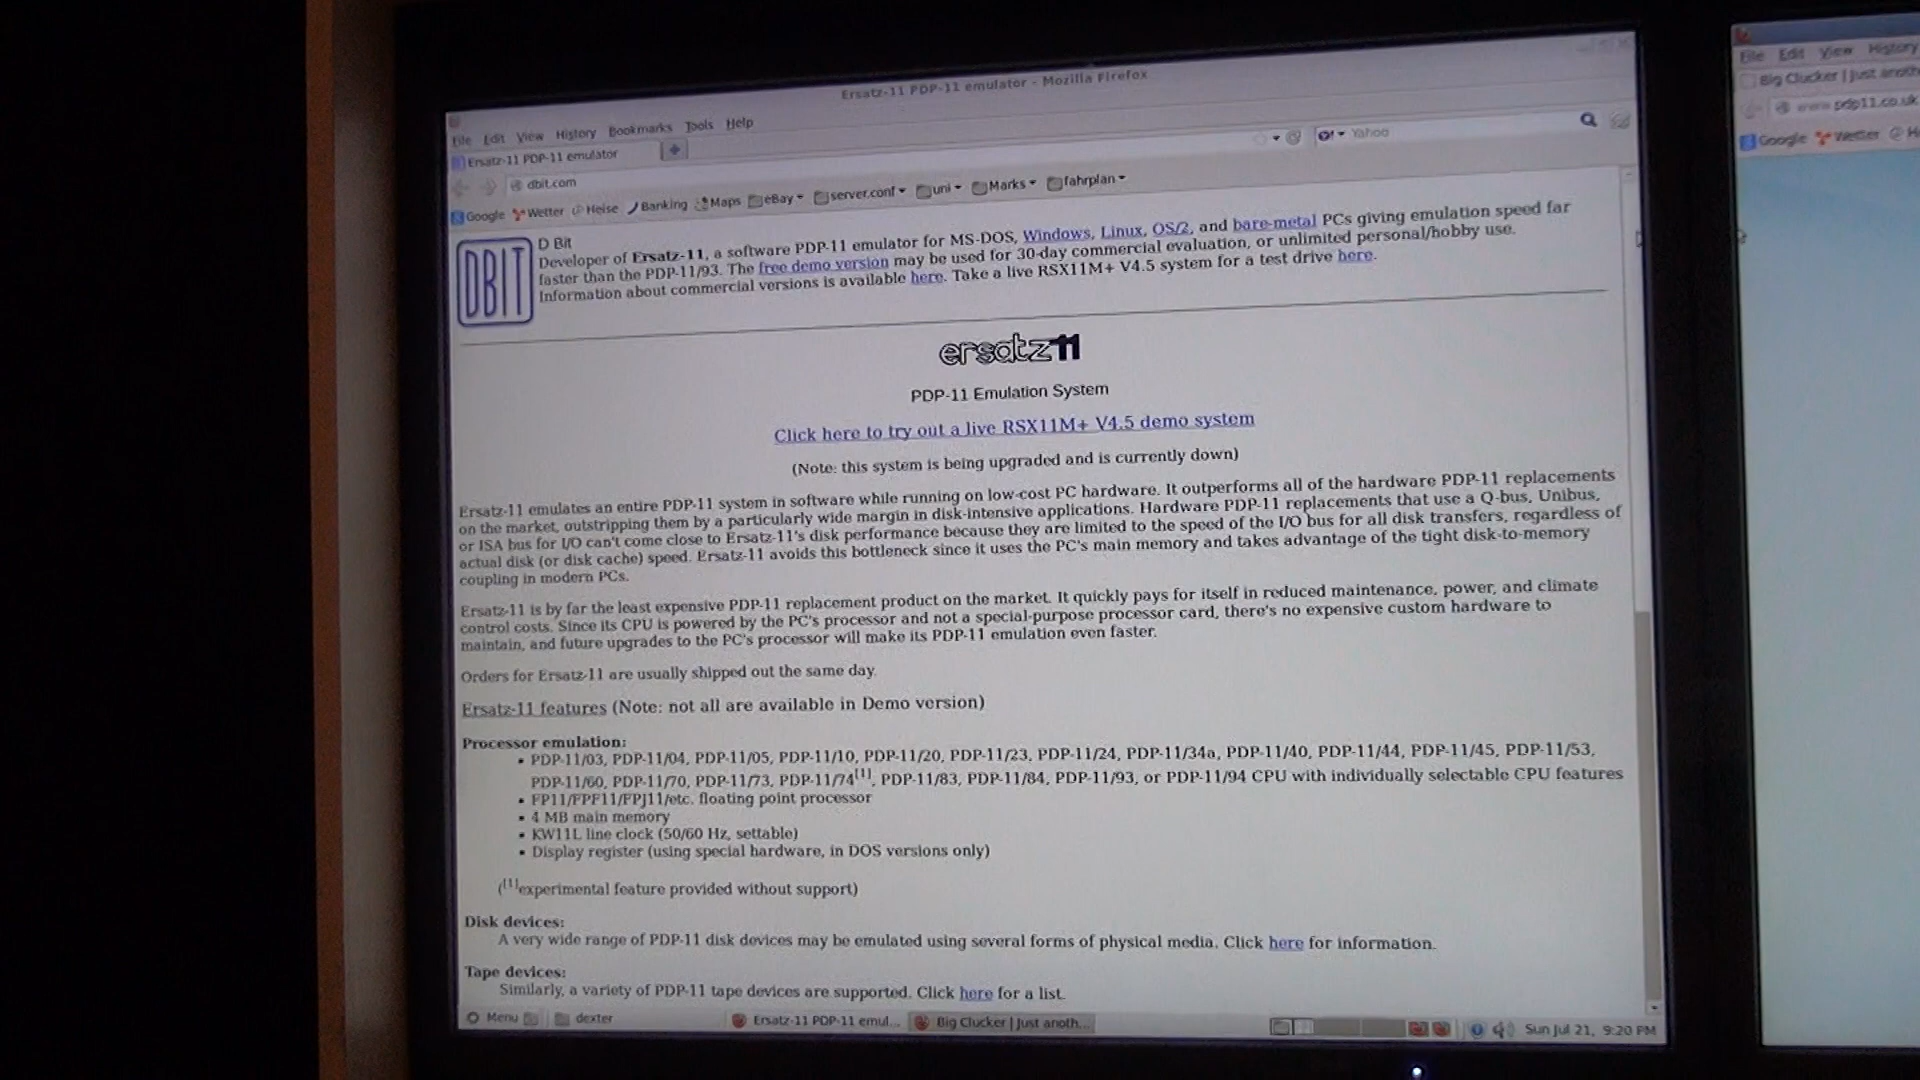 Ersatz-11 PDP-11 emulator - Mozilla Firefox
File Edit View History Bookmarks Tools Help
Ersatz-11 PDP-11 emulator
dbit.com
Yahoo
Google Wetter Heise Banking Maps eBay server.conf uni Marks fahrplan
DBIT
D Bit
Developer of Ersatz-11, a software PDP-11 emulator for MS-DOS, Windows, Linux, OS/2, and bare-metal PCs giving emulation speed far
faster than the PDP-11/93. The free demo version may be used for 30-day commercial evaluation, or unlimited personal/hobby use.
Information about commercial versions is available here. Take a live RSX11M+ V4.5 system for a test drive here.
ersatz11
PDP-11 Emulation System
Click here to try out a live RSX11M+ V4.5 demo system
(Note: this system is being upgraded and is currently down)
Ersatz-11 emulates an entire PDP-11 system in software while running on low-cost PC hardware. It outperforms all of the hardware PDP-11 replacements
on the market, outstripping them by a particularly wide margin in disk-intensive applications. Hardware PDP-11 replacements that use a Q-bus, Unibus,
or ISA bus for I/O can't come close to Ersatz-11's disk performance because they are limited to the speed of the I/O bus for all disk transfers, regardless of
actual disk (or disk cache) speed. Ersatz-11 avoids this bottleneck since it uses the PC's main memory and takes advantage of the tight disk-to-memory
coupling in modern PCs.
Ersatz-11 is by far the least expensive PDP-11 replacement product on the market. It quickly pays for itself in reduced maintenance, power, and climate
control costs. Since its CPU is powered by the PC's processor and not a special-purpose processor card, there's no expensive custom hardware to
maintain, and future upgrades to the PC's processor will make its PDP-11 emulation even faster.
Orders for Ersatz-11 are usually shipped out the same day.
Ersatz-11 features (Note: not all are available in Demo version)
Processor emulation:
▪ PDP-11/03, PDP-11/04, PDP-11/05, PDP-11/10, PDP-11/20, PDP-11/23, PDP-11/24, PDP-11/34a, PDP-11/40, PDP-11/44, PDP-11/45, PDP-11/53,
PDP-11/60, PDP-11/70, PDP-11/73, PDP-11/74[1], PDP-11/83, PDP-11/84, PDP-11/93, or PDP-11/94 CPU with individually selectable CPU features
▪ FP11/FPF11/FPJ11/etc. floating point processor
▪ 4 MB main memory
▪ KW11L line clock (50/60 Hz, settable)
▪ Display register (using special hardware, in DOS versions only)
([1]experimental feature provided without support)
Disk devices:
A very wide range of PDP-11 disk devices may be emulated using several forms of physical media. Click here for information.
Tape devices:
Similarly, a variety of PDP-11 tape devices are supported. Click here for a list.
Menu dexter Ersatz-11 PDP-11 emul... Big Clucker | Just anoth... Sun Jul 21, 9:20 PM
File Edit View History
Big Clucker | Just anoth
www.pdp11.co.uk
Google Wetter